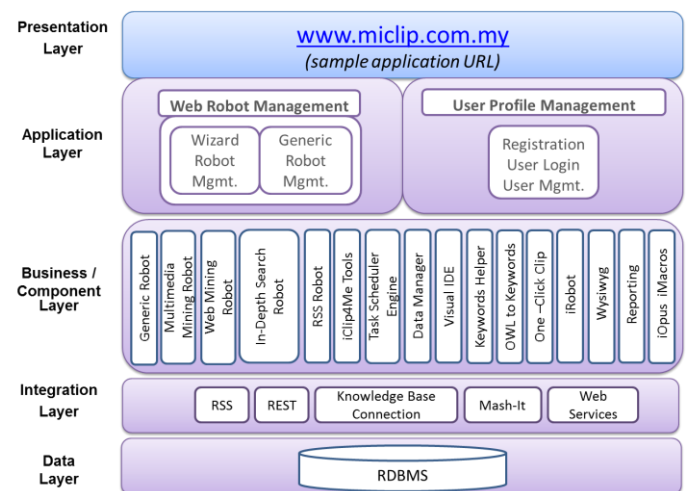 Presentation
Layer
www.miclip.com.my
(sample application URL)
Application
Layer
Web Robot Management
Wizard
Robot
Mgmt.
Generic
Robot
Mgmt.
User Profile Management
Registration
User Login
User Mgmt.
Business /
Component
Layer
Generic Robot
Multimedia
Mining Robot
Web Mining
Robot
In-Depth Search
Robot
RSS Robot
iClip4Me Tools
Task Scheduler
Engine
Data Manager
Visual IDE
Keywords Helper
OWL to Keywords
One –Click Clip
iRobot
Wysiwyg
Reporting
iOpus iMacros
Integration
Layer
RSS
REST
Knowledge Base
Connection
Mash-It
Web
Services
Data
Layer
RDBMS